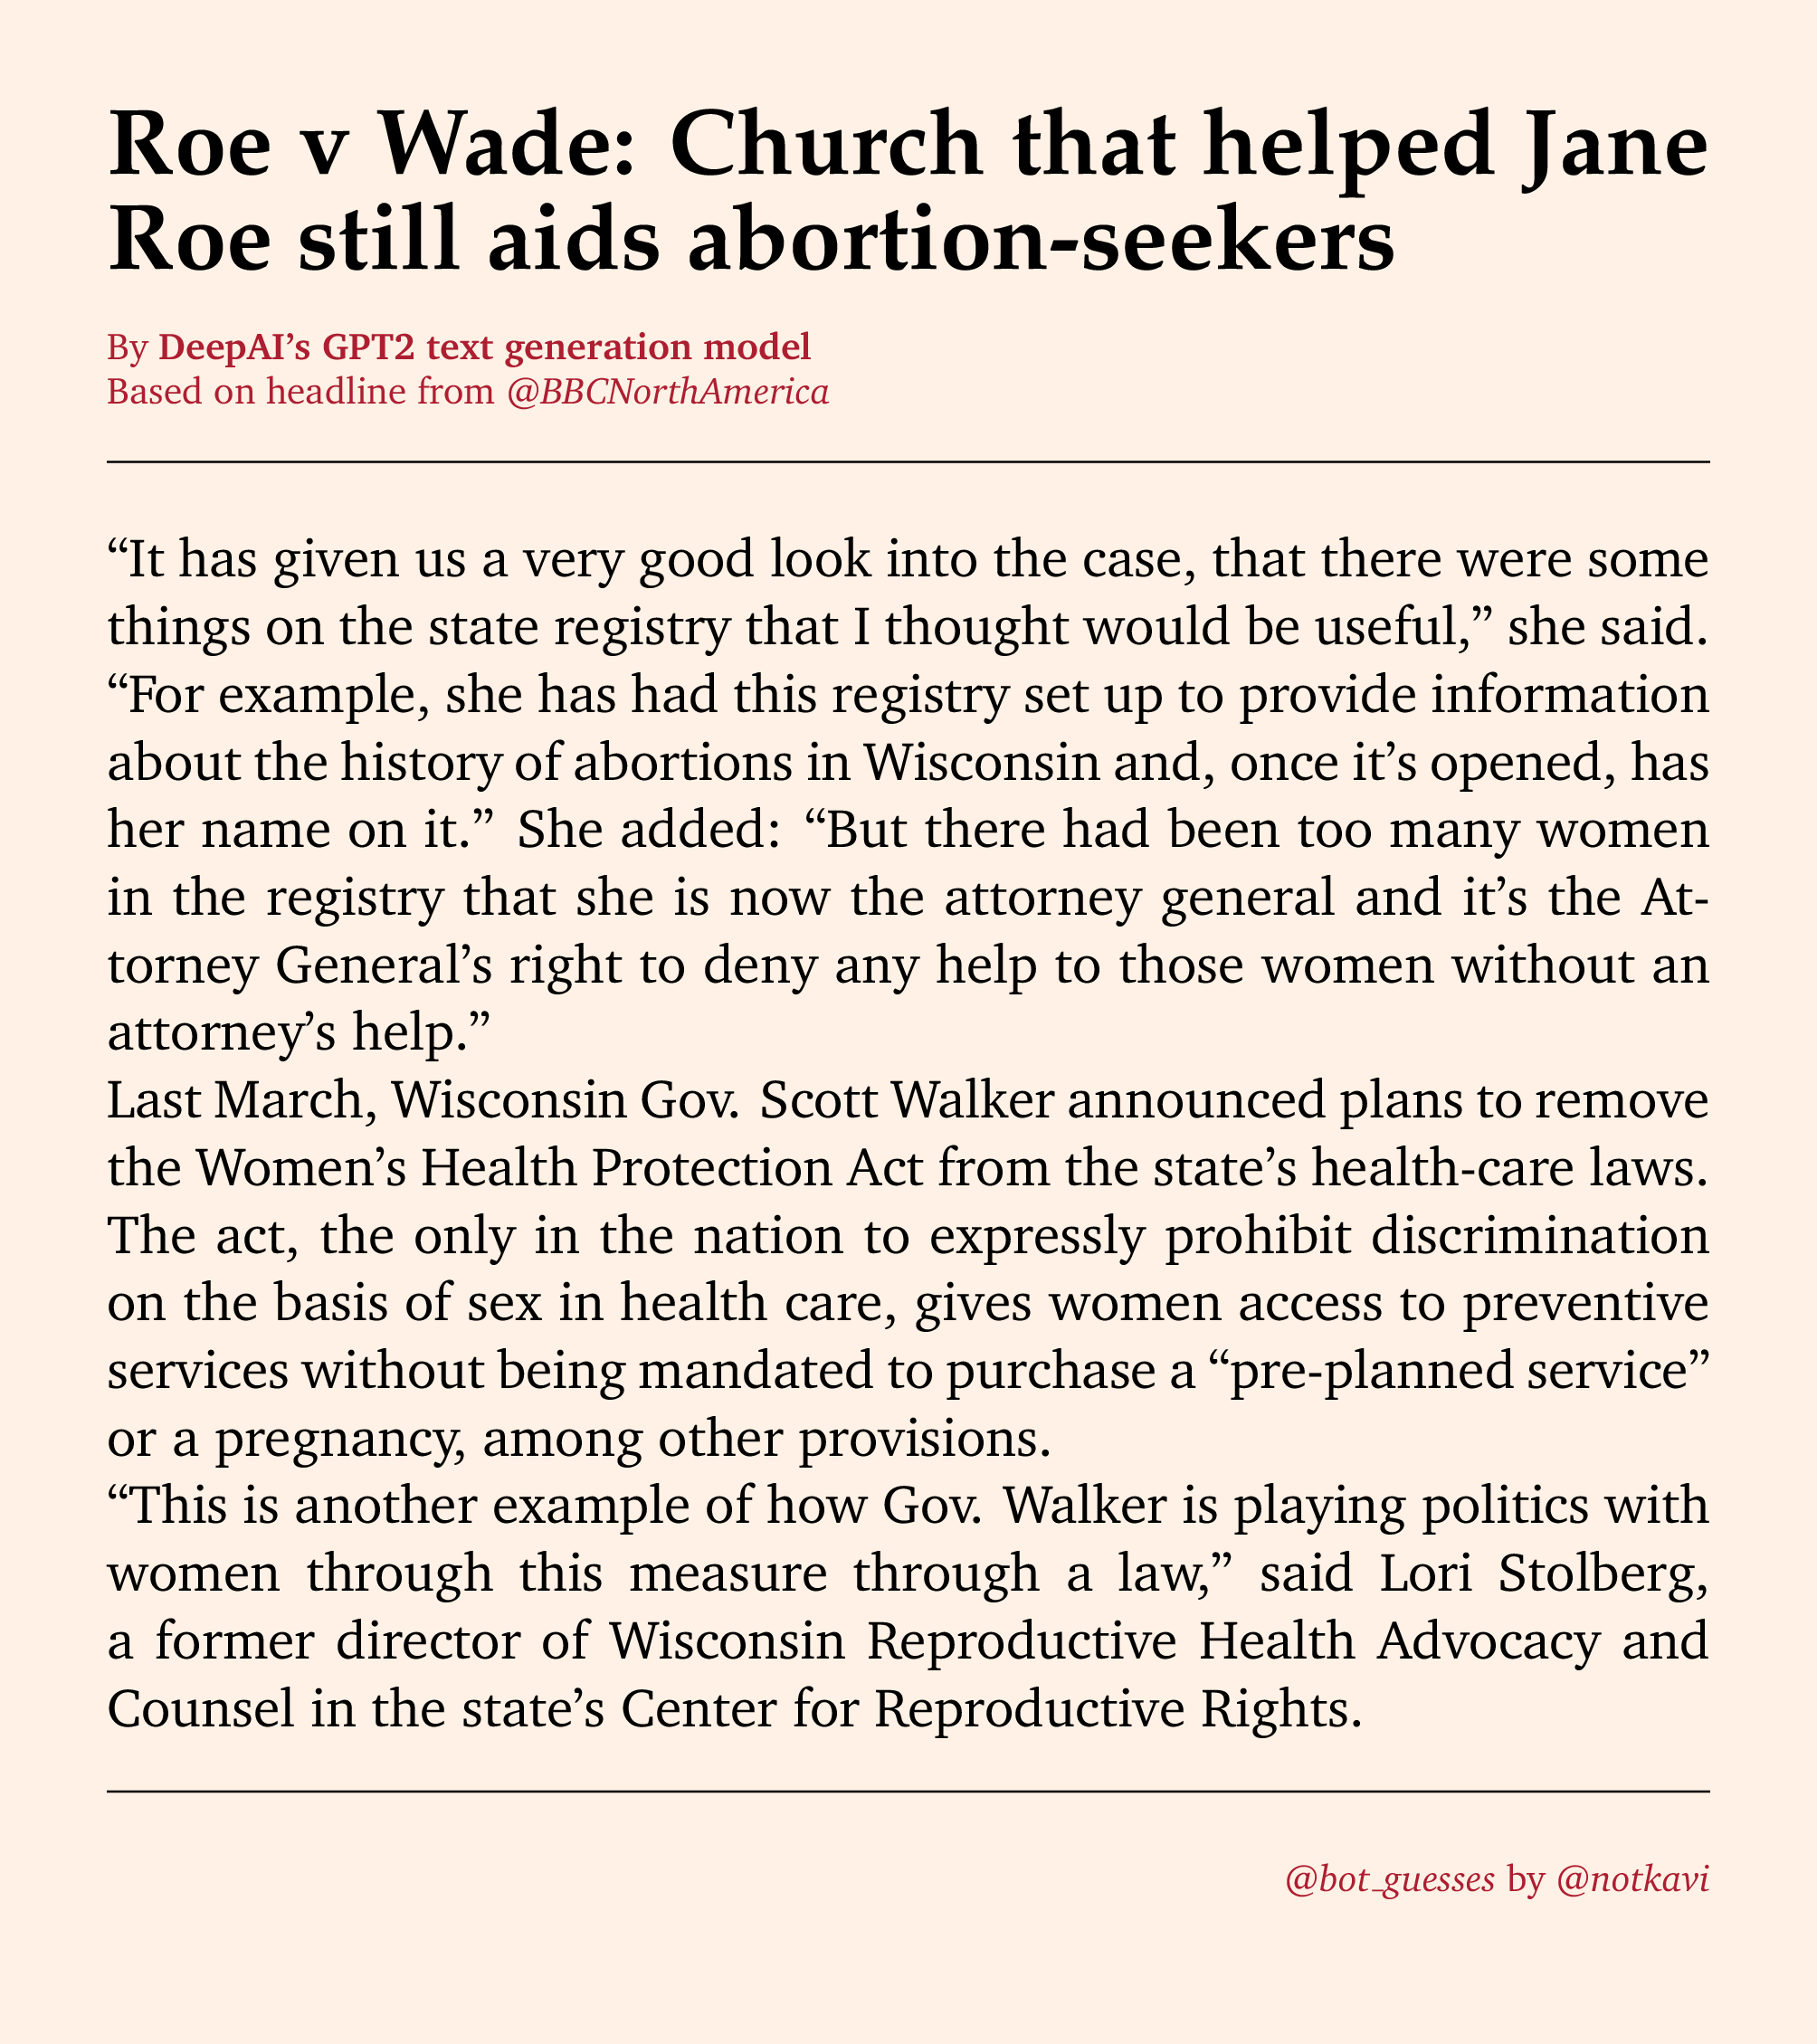 Roe v Wade: Church that helped Jane
Roe still aids abortion-seekers
By DeepAI’s GPT2 text generation model
Based on headline from @BBCNorthAmerica
“It has given us a very good look into the case, that there were some
things on the state registry that I thought would be useful,” she said.
“For example, she has had this registry set up to provide information
about the history of abortions in Wisconsin and, once it’s opened, has
her name on it.” She added: “But there had been too many women
in the registry that she is now the attorney general and it’s the At-
torney General’s right to deny any help to those women without an
attorney’s help.”
Last March, Wisconsin Gov. Scott Walker announced plans to remove
the Women’s Health Protection Act from the state’s health-care laws.
The act, the only in the nation to expressly prohibit discrimination
on the basis of sex in health care, gives women access to preventive
services without being mandated to purchase a “pre-planned service”
or a pregnancy, among other provisions.
“This is another example of how Gov. Walker is playing politics with
women through this measure through a law,” said Lori Stolberg,
a former director of Wisconsin Reproductive Health Advocacy and
Counsel in the state’s Center for Reproductive Rights.
@bot_guesses by @notkavi